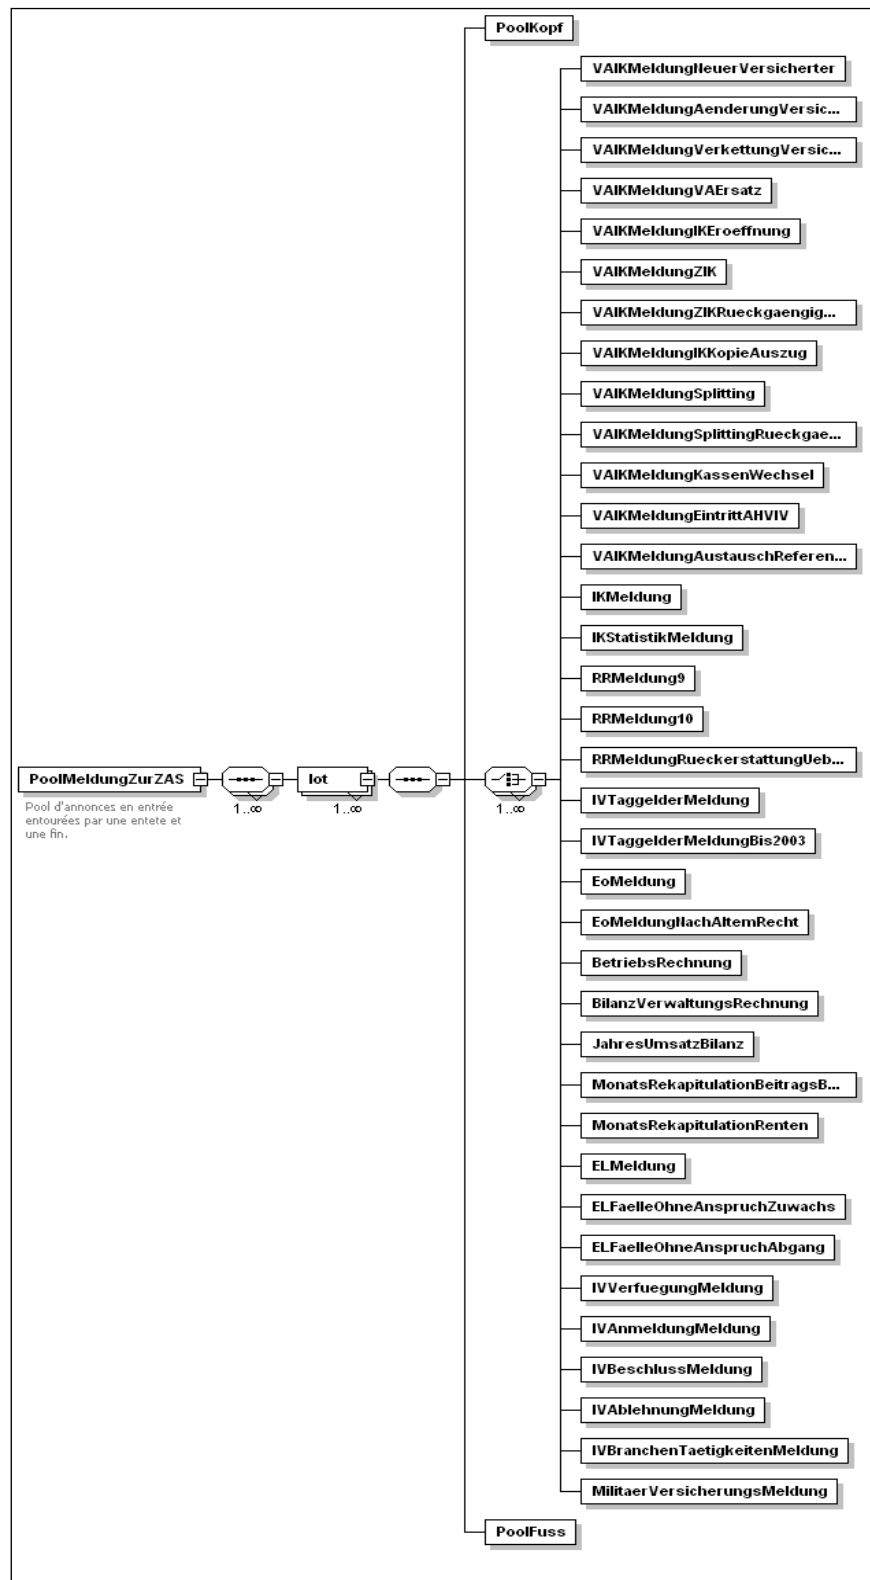 PoolKopf
VAIKMeldungNeuerVersicherter
VAIKMeldungAenderungVersic...
VAIKMeldungVerkettungVersic...
VAIKMeldungVAErsatz
VAIKMeldungIKEroeffnung
VAIKMeldungZIK
VAIKMeldungZIKRueckgaengig...
VAIKMeldungIKKopieAuszug
VAIKMeldungSplitting
VAIKMeldungSplittingRueckgae...
VAIKMeldungKassenWechsel
VAIKMeldungEintrittAHVIV
VAIKMeldungAustauschReferen...
IKMeldung
IKStatistikMeldung
RRMeldung9
RRMeldung10
RRMeldungRueckerstattungUeb...
PoolMeldungZurZAS
lot
Pool d'annonces en entrée
entourées par une entete et
une fin.
1..∞
1..∞
1..∞
IVTaggelderMeldung
IVTaggelderMeldungBis2003
EoMeldung
EoMeldungNachAltemRecht
BetriebsRechnung
BilanzVerwaltungsRechnung
JahresUmsatzBilanz
MonatsRekapitulationBeitragsB...
MonatsRekapitulationRenten
ELMeldung
ELFaelleOhneAnspruchZuwachs
ELFaelleOhneAnspruchAbgang
IVVerfuegungMeldung
IVAnmeldungMeldung
IVBeschlussMeldung
IVAblehnungMeldung
IVBranchenTaetigkeitenMeldung
MilitaerVersicherungsMeldung
PoolFuss